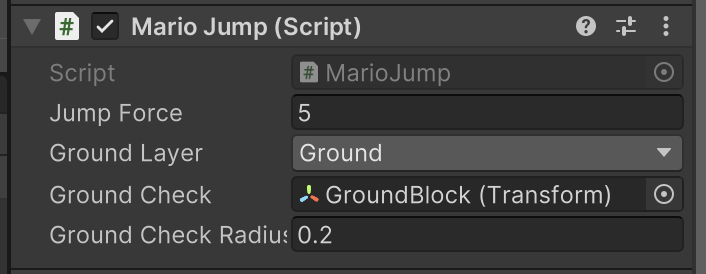 # Mario Jump (Script)
Script # MarioJump
Jump Force 5
Ground Layer Ground
Ground Check GroundBlock (Transform)
Ground Check Radius 0.2